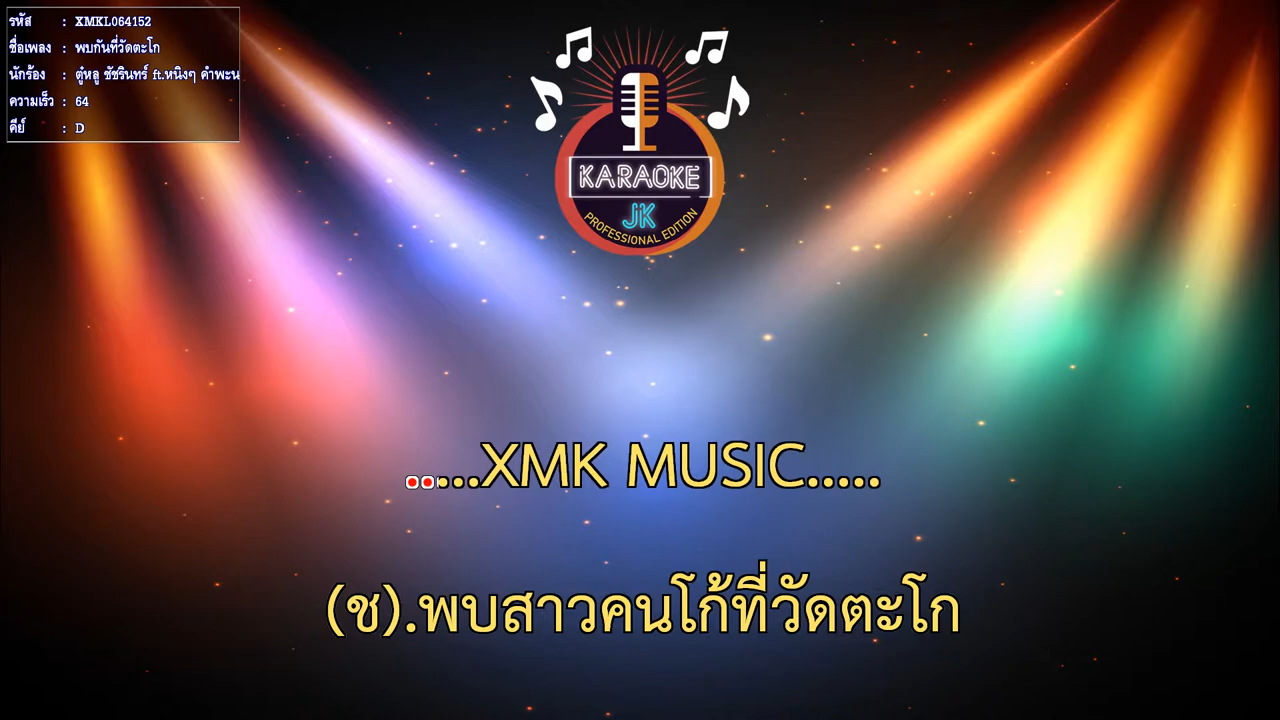 รหัส : XMKL064152
ชื่อเพลง : พบกันที่วัดตะโก
นักร้อง : ตู่หลู ชัชรินทร์ ft.หนิงๆ คำพะน
ความเร็ว : 64
คีย์ : D
KARAOKE
JK
PROFESSIONAL EDITION
.....XMK MUSIC.....
(ช).พบสาวคนโก้ที่วัดตะโก